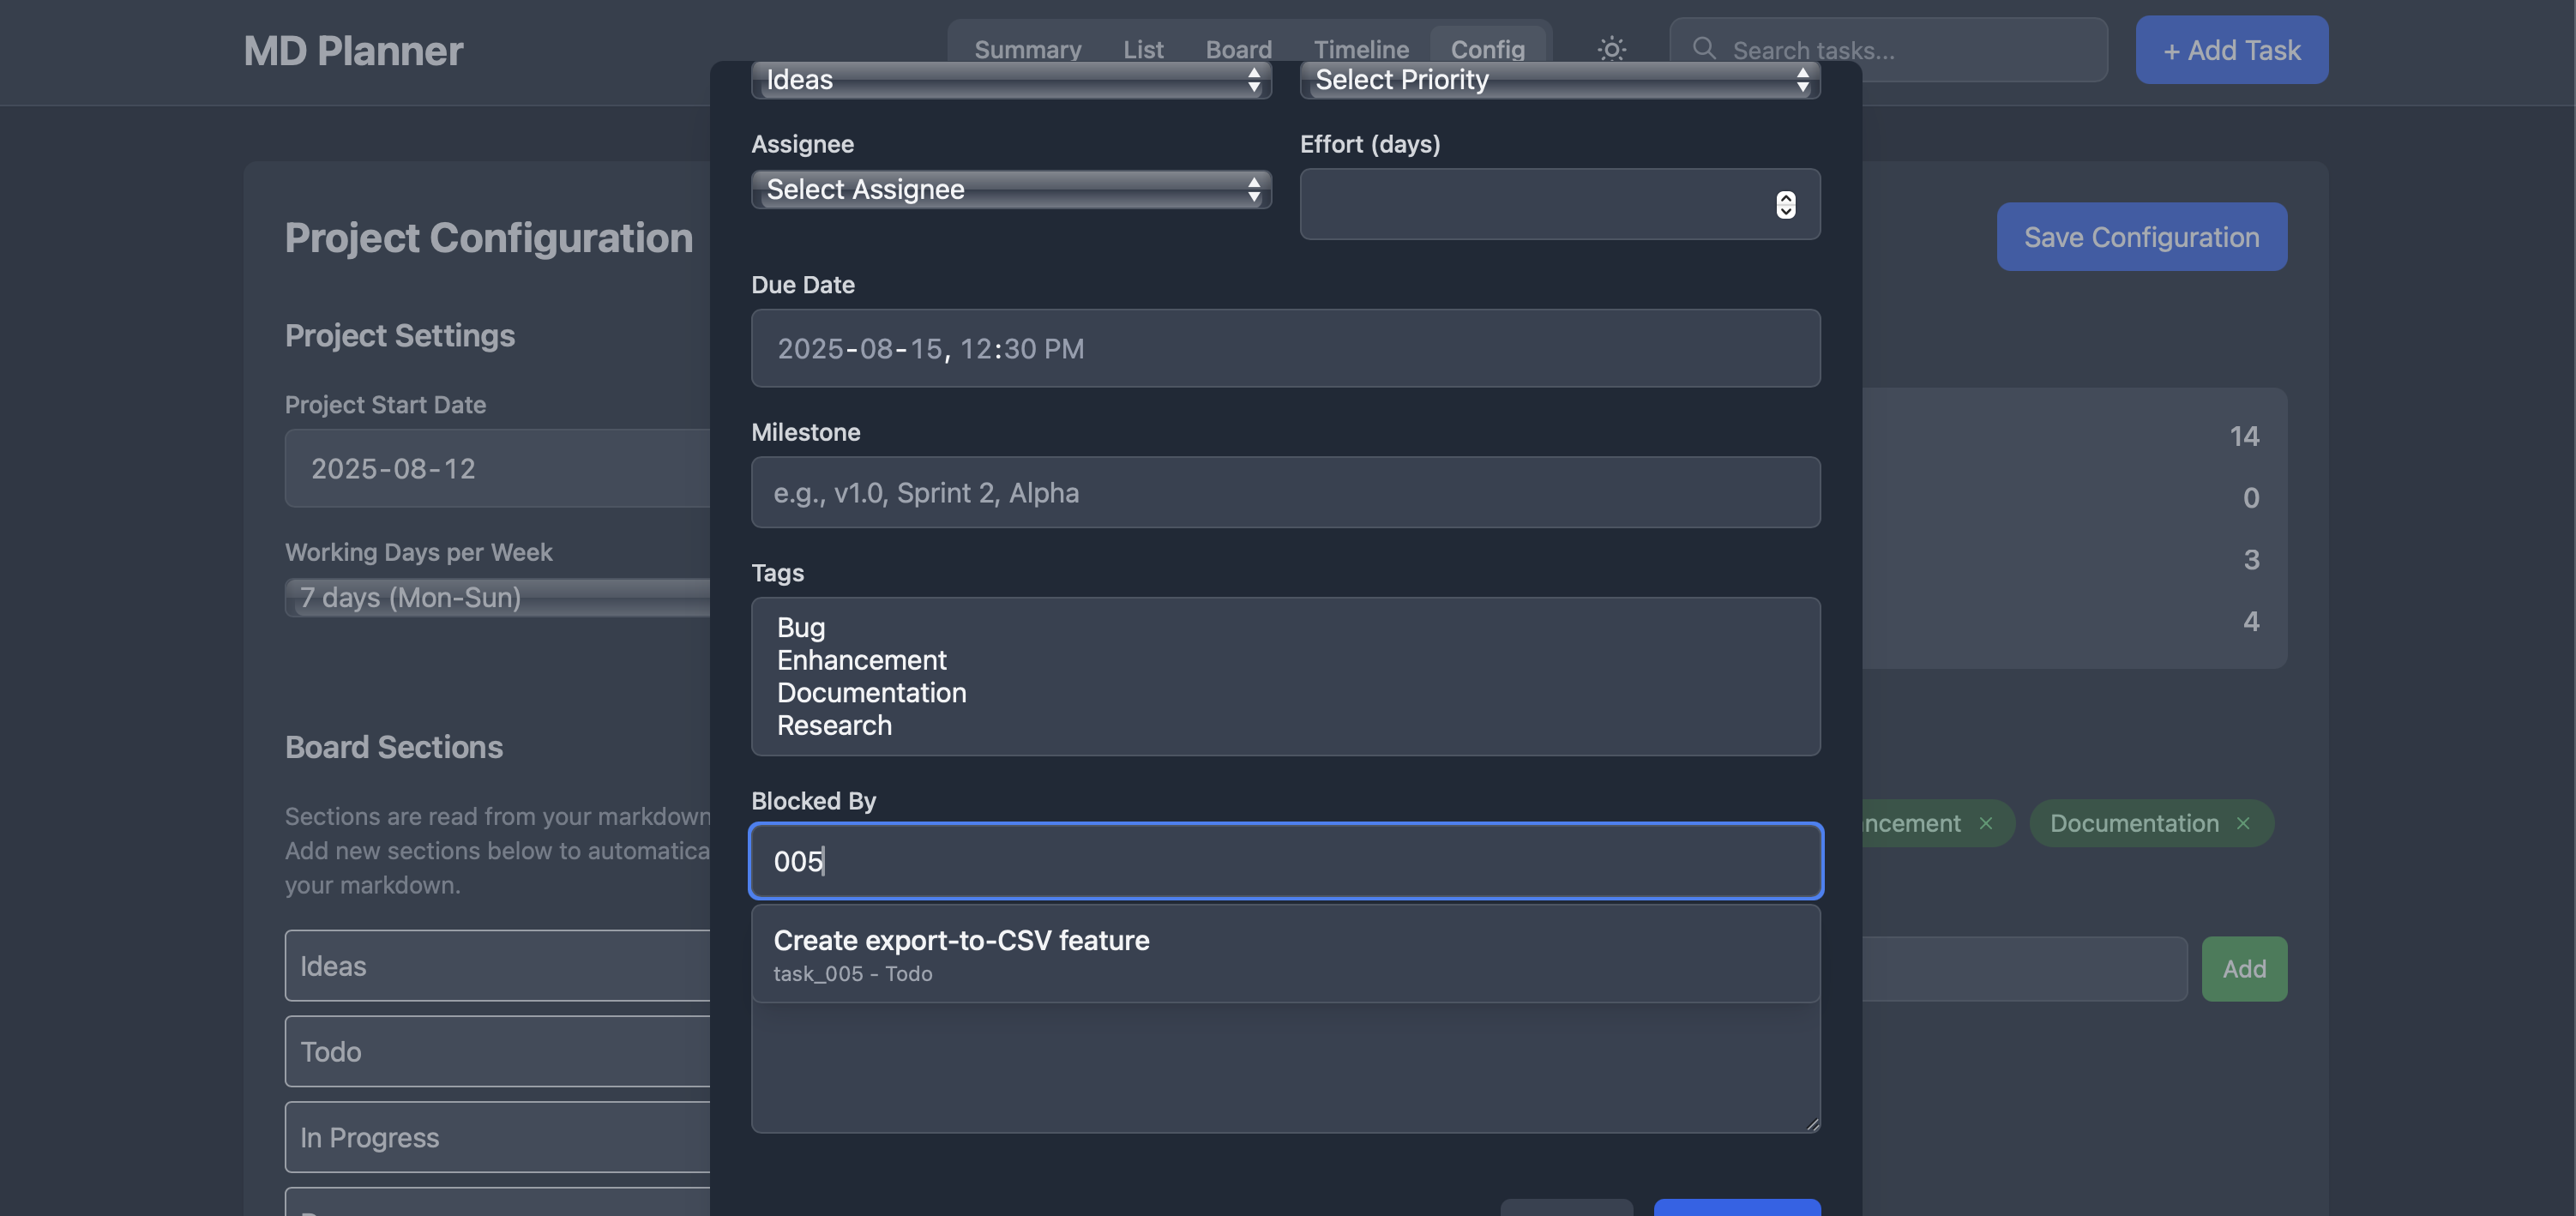 MD Planner
Summary
List
Board
Timeline
Config
Search tasks...
+ Add Task
Ideas
Select Priority
Assignee
Effort (days)
Select Assignee
Due Date
2025-08-15, 12:30 PM
Milestone
e.g., v1.0, Sprint 2, Alpha
Tags
Bug
Enhancement
Documentation
Research
Blocked By
005
Create export-to-CSV feature
task_005 - Todo
Project Configuration
Save Configuration
Project Settings
Project Start Date
2025-08-12
Working Days per Week
7 days (Mon-Sun)
14
0
3
4
Board Sections
Sections are read from your markdown
Add new sections below to automatica
your markdown.
Ideas
Todo
In Progress
ncement ×
Documentation ×
Add